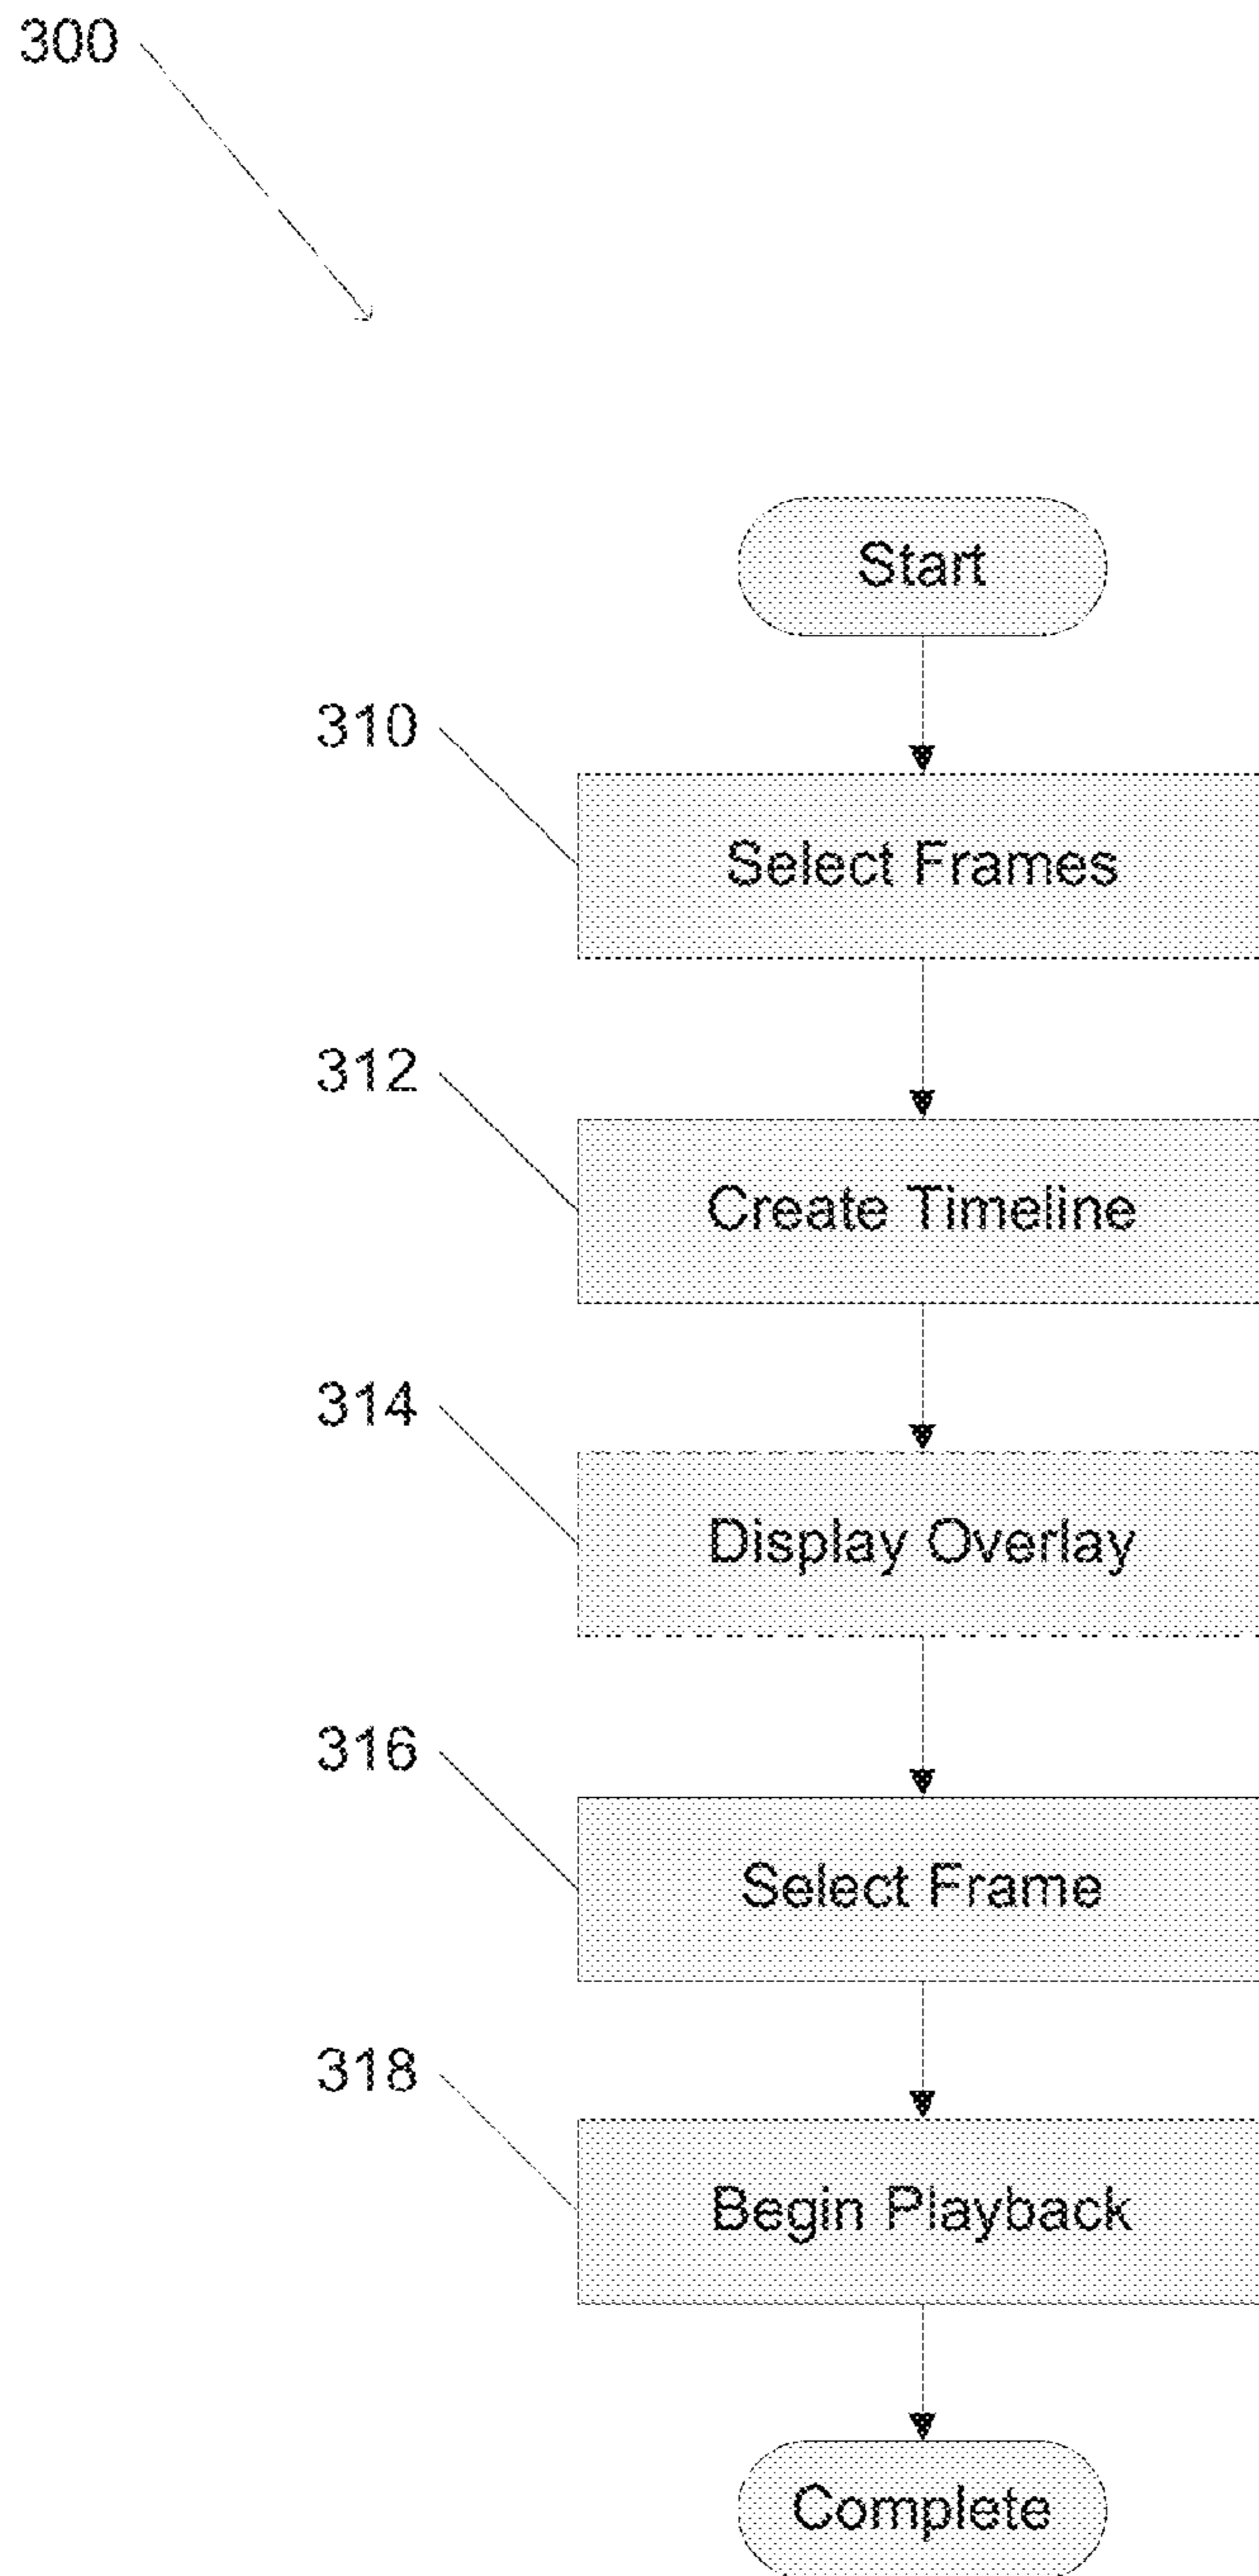 300
Start
310
Select Frames
312
Create Timeline
314
Display Overlay
316
Select Frame
318
Begin Playback
Complete